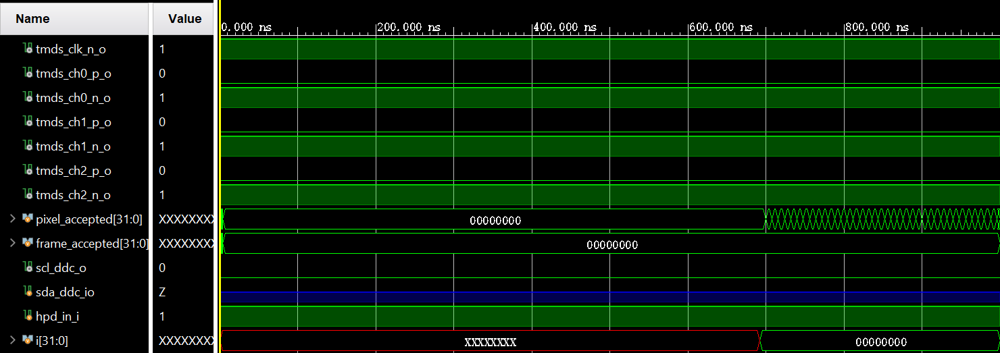 Name Value
0.000 ns 200.000 ns 400.000 ns 600.000 ns 800.000 ns
tmds_clk_n_o 1
tmds_ch0_p_o 0
tmds_ch0_n_o 1
tmds_ch1_p_o 0
tmds_ch1_n_o 1
tmds_ch2_p_o 0
tmds_ch2_n_o 1
pixel_accepted[31:0] XXXXXXXX 00000000
frame_accepted[31:0] XXXXXXXX 00000000
scl_ddc_o 0
sda_ddc_io Z
hpd_in_i 1
i[31:0] XXXXXXXX XXXXXXXX 00000000